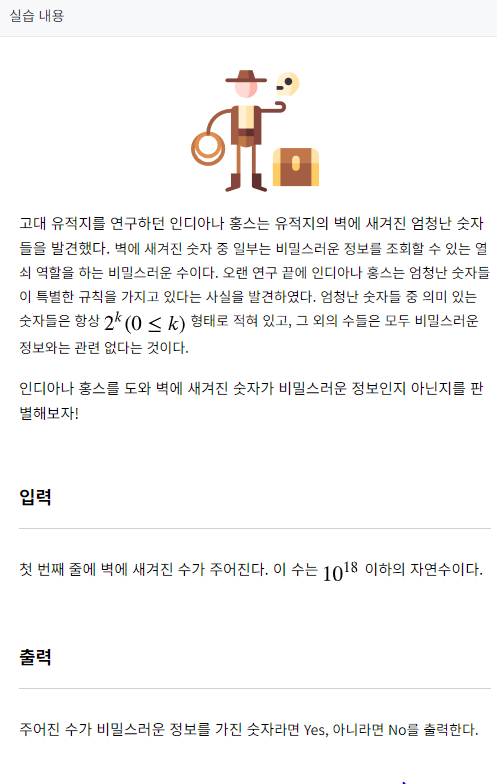 실습 내용
고대 유적지를 연구하던 인디아나 홍스는 유적지의 벽에 새겨진 엄청난 숫자
들을 발견했다. 벽에 새겨진 숫자 중 일부는 비밀스러운 정보를 조회할 수 있는 열
쇠 역할을 하는 비밀스러운 수이다. 오랜 연구 끝에 인디아나 홍스는 엄청난 숫자들
이 특별한 규칙을 가지고 있다는 사실을 발견하였다. 엄청난 숫자들 중 의미 있는
숫자들은 항상 2^k (0 ≤ k) 형태로 적혀 있고, 그 외의 수들은 모두 비밀스러운
정보와는 관련 없다는 것이다.
인디아나 홍스를 도와 벽에 새겨진 숫자가 비밀스러운 정보인지 아닌지를 판
별해보자!
입력
첫 번째 줄에 벽에 새겨진 수가 주어진다. 이 수는 10^18 이하의 자연수이다.
출력
주어진 수가 비밀스러운 정보를 가진 숫자라면 Yes, 아니라면 No를 출력한다.